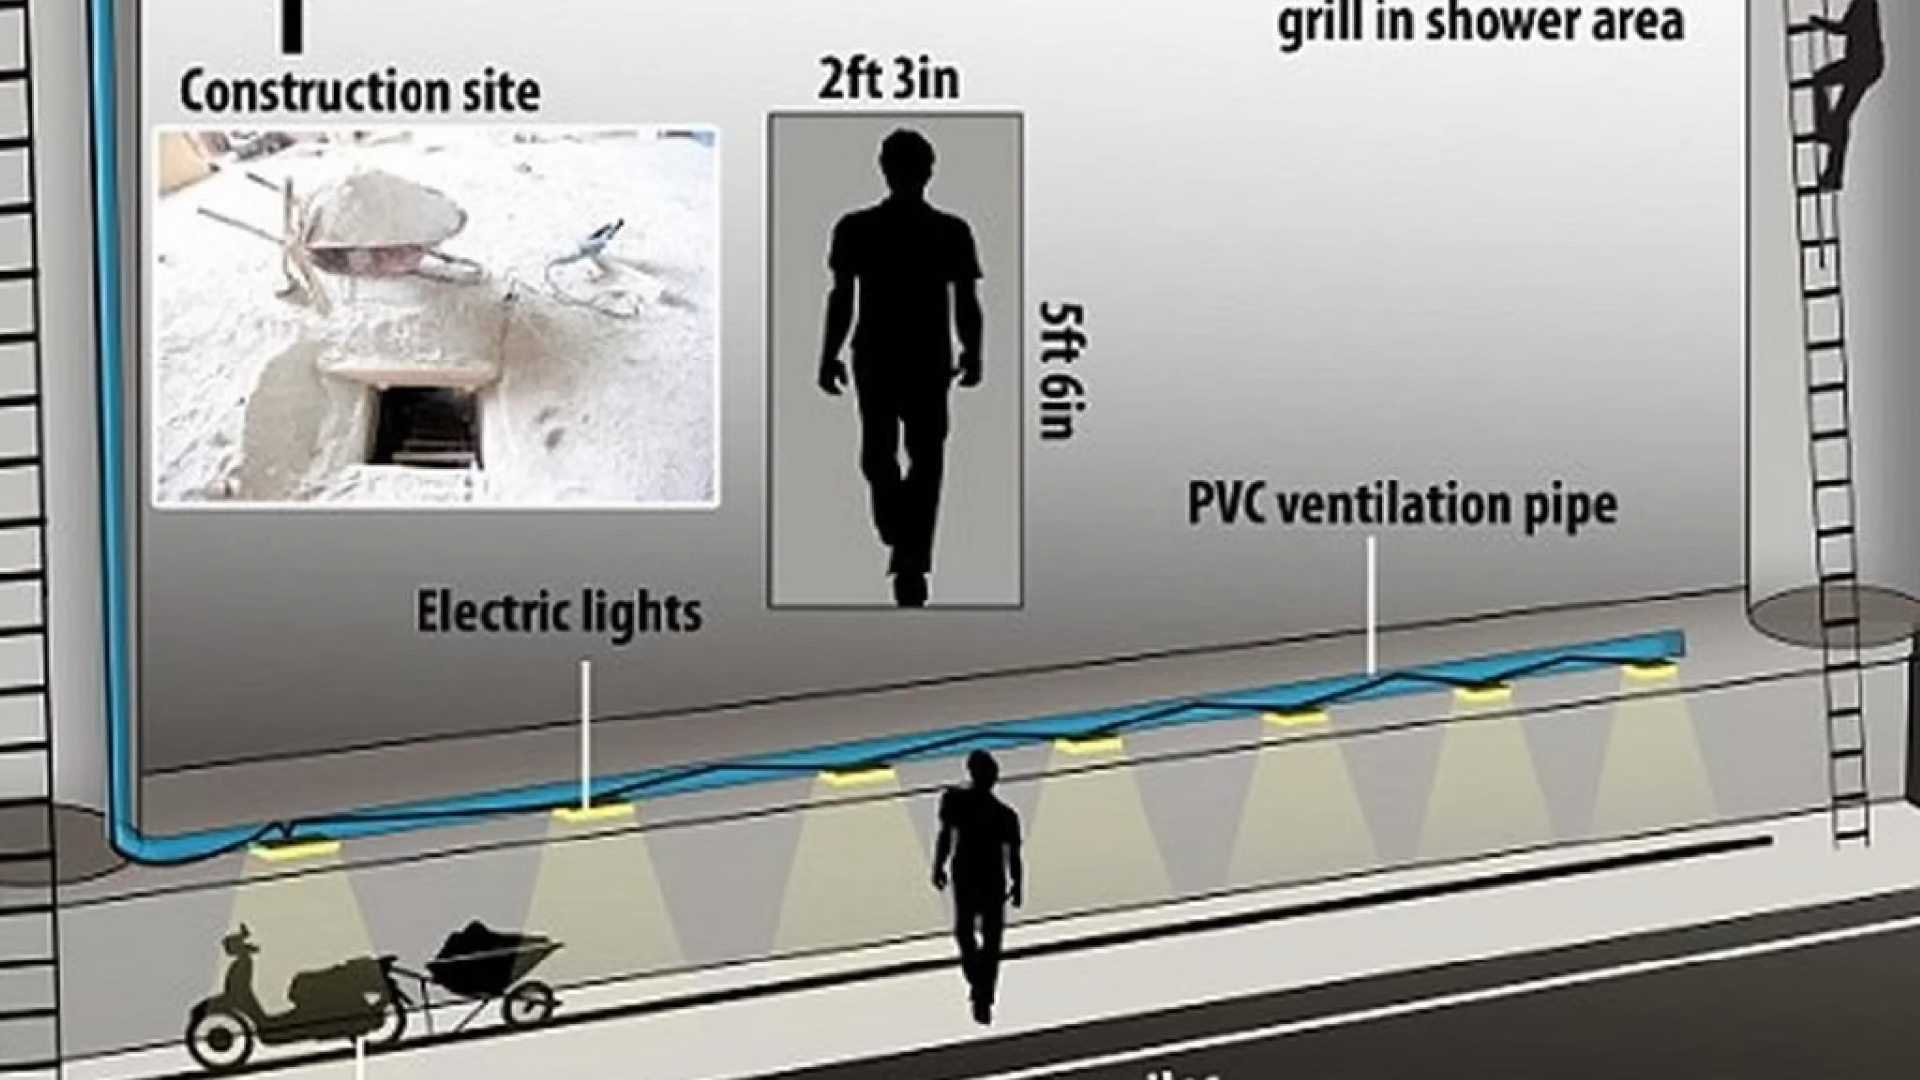 grill in shower area
Construction site
2ft 3in
5ft 6in
PVC ventilation pipe
Electric lights